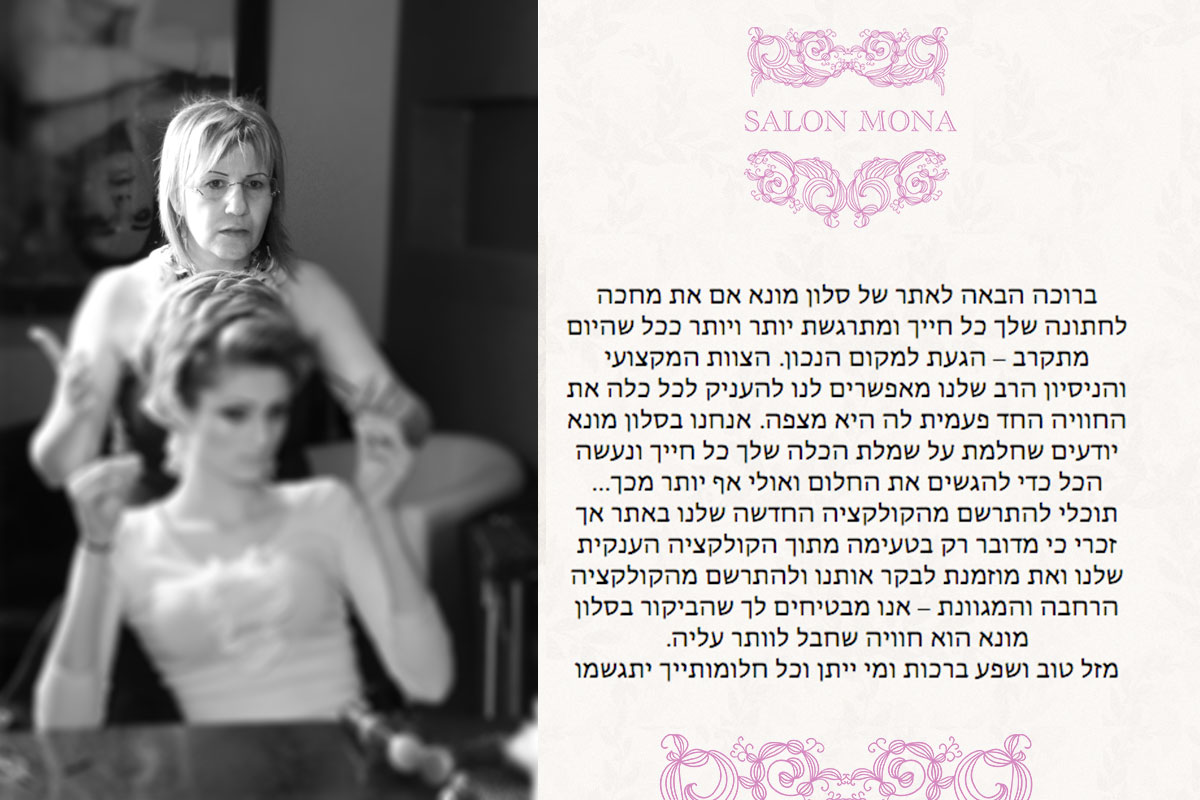 SALON MONA
ברוכה הבאה לאתר של סלון מונא אם את מחכה
לחתונה שלך כל חייך ומתרגשת יותר ויותר ככל שהיום
מתקרב – הגעת למקום הנכון. הצוות המקצועי
והניסיון הרב שלנו מאפשרים לנו להעניק לכל כלה את
החוויה החד פעמית לה היא מצפה. אנחנו בסלון מונא
יודעים שחלמת על שמלת הכלה שלך כל חייך ונעשה
הכל כדי להגשים את החלום ואולי אף יותר מכך...
תוכלי להתרשם מהקולקציה החדשה שלנו באתר אך
זכרי כי מדובר רק בטעימה מתוך הקולקציה הענקית
שלנו ואת מוזמנת לבקר אותנו ולהתרשם מהקולקציה
הרחבה והמגוונת – אנו מבטיחים לך שהביקור בסלון
מונא הוא חוויה שחבל לוותר עליה.
מזל טוב ושפע ברכות ומי ייתן וכל חלומותייך יתגשמו